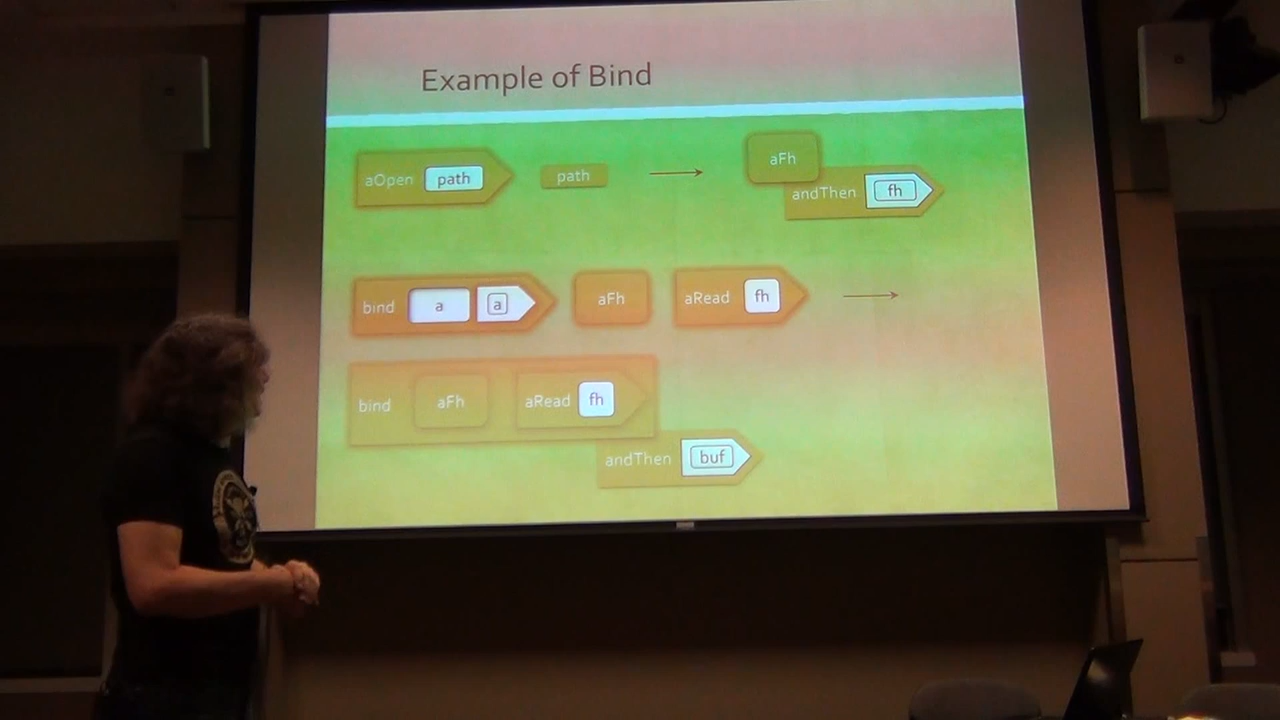 Example of Bind
aOpen path path aFh
andThen fh
bind a a aFh aRead fh
bind aFh aRead fh
andThen buf